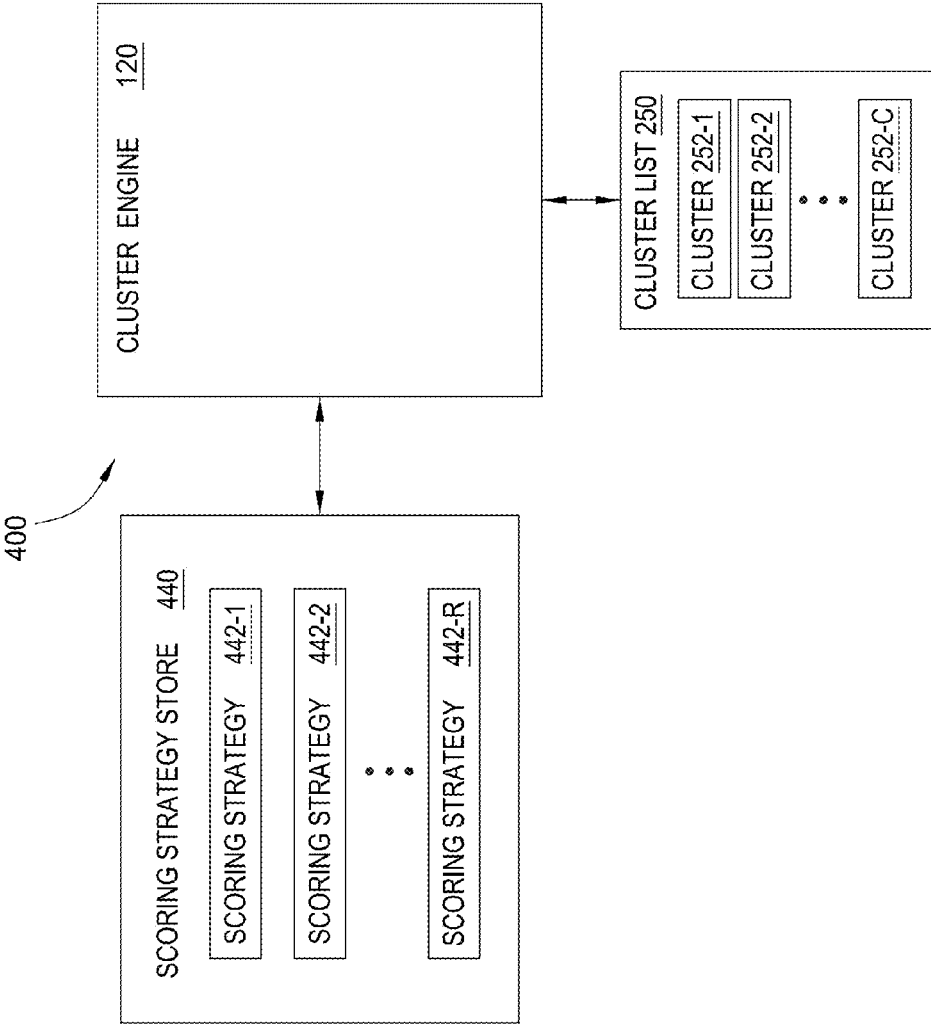 400
SCORING STRATEGY STORE 440
SCORING STRATEGY 442-1
SCORING STRATEGY 442-2
SCORING STRATEGY 442-R
CLUSTER ENGINE 120
CLUSTER LIST 250
CLUSTER 252-1
CLUSTER 252-2
CLUSTER 252-C